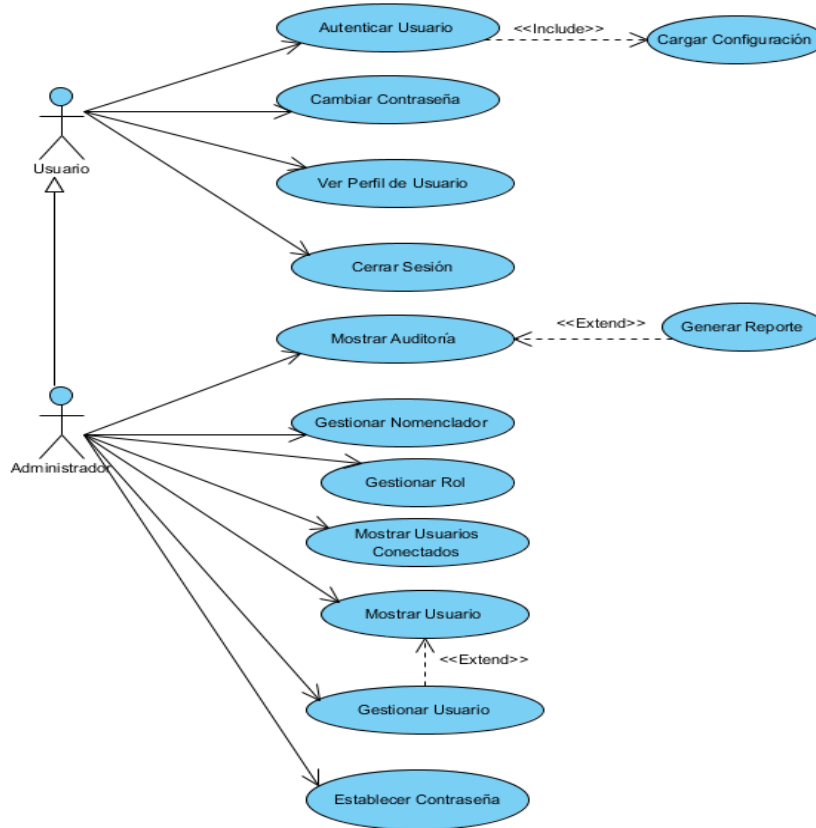 Autenticar Usuario
<<Include>>
Cargar Configuración
Cambiar Contraseña
Usuario
Ver Perfil de Usuario
Cerrar Sesión
Mostrar Auditoría
<<Extend>>
Generar Reporte
Gestionar Nomenclador
Administrador
Gestionar Rol
Mostrar Usuarios
Conectados
Mostrar Usuario
<<Extend>>
Gestionar Usuario
Establecer Contraseña